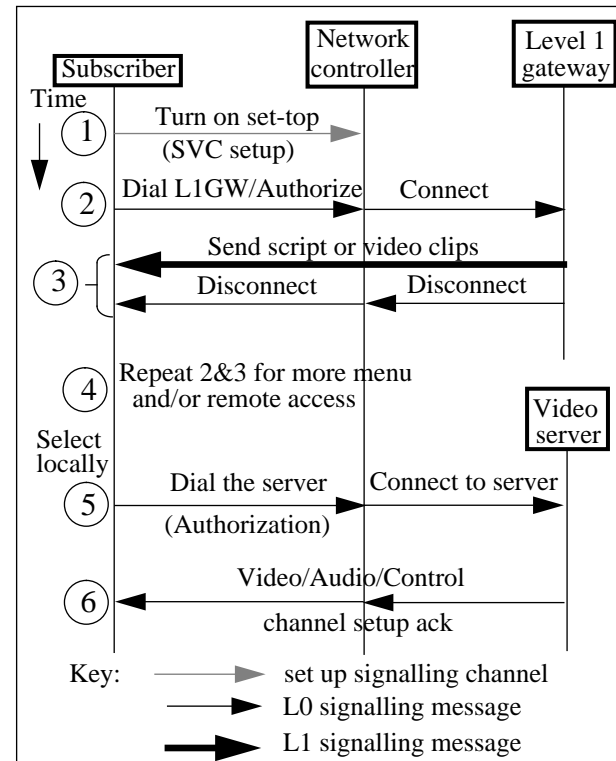 Subscriber
Network
controller
Level 1
gateway
Time
1
Turn on set-top
(SVC setup)
2
Dial L1GW/Authorize
Connect
3
Send script or video clips
Disconnect
Disconnect
4
Repeat 2&3 for more menu
and/or remote access
Video
server
Select
locally
5
Dial the server
(Authorization)
Connect to server
6
Video/Audio/Control
channel setup ack
Key:
set up signalling channel
L0 signalling message
L1 signalling message